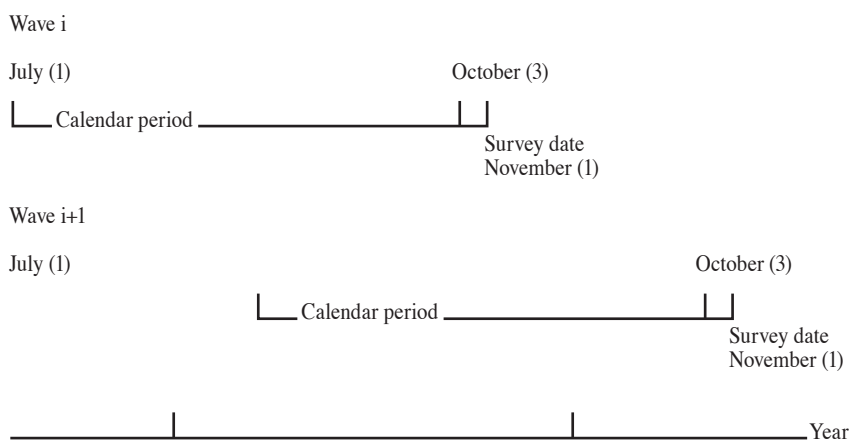 Wave i
July (1) October (3)
Calendar period
Survey date
November (1)
Wave i+1
July (1) October (3)
Calendar period
Survey date
November (1)
Year